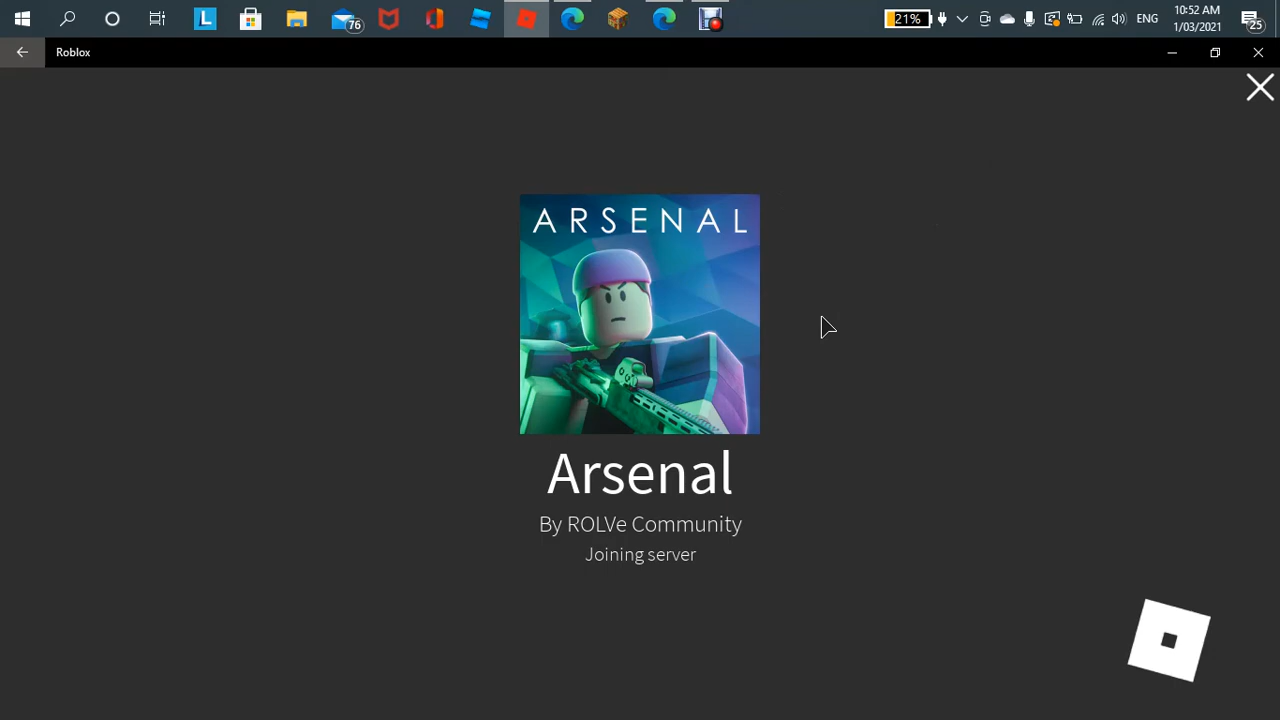 76
21%
ENG
10:52 AM
1/03/2021
25
Roblox
ARSENAL
Arsenal
By ROLVe Community
Joining server